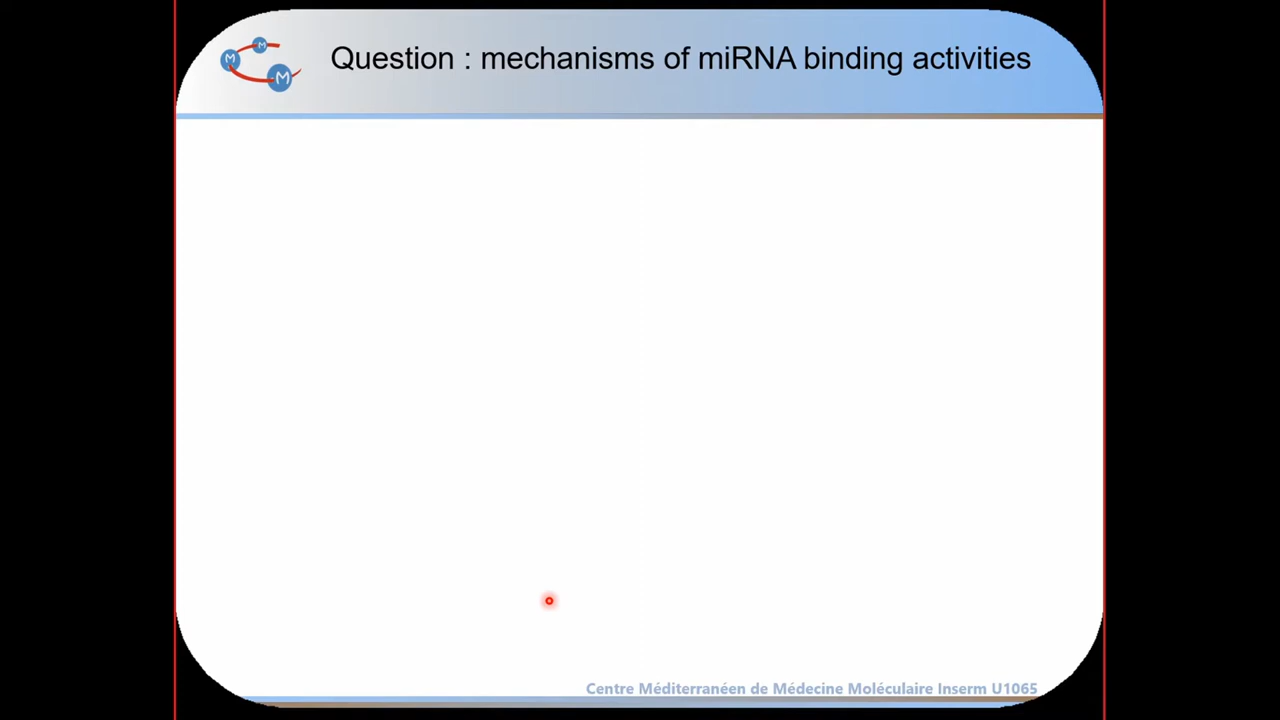 M M M
Question : mechanisms of miRNA binding activities
Centre Méditerranéen de Médecine Moléculaire Inserm U1065